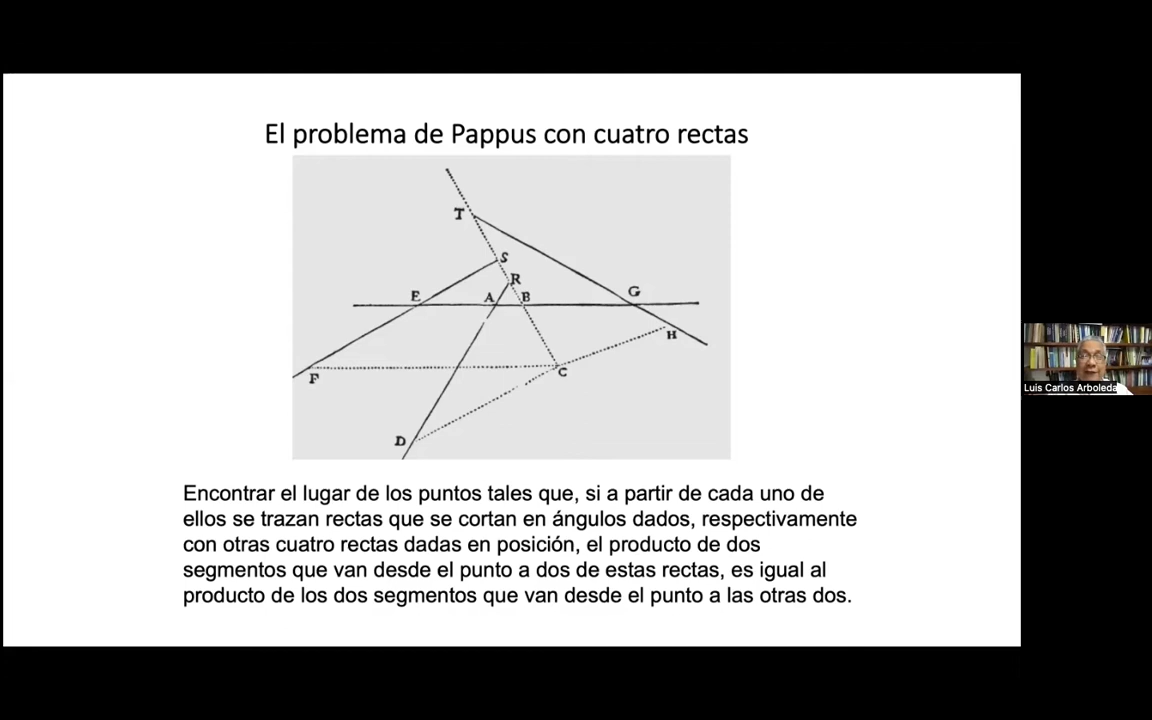 El problema de Pappus con cuatro rectas
T
S
R
E A B G
H
F C
D
Encontrar el lugar de los puntos tales que, si a partir de cada uno de
ellos se trazan rectas que se cortan en ángulos dados, respectivamente
con otras cuatro rectas dadas en posición, el producto de dos
segmentos que van desde el punto a dos de estas rectas, es igual al
producto de los dos segmentos que van desde el punto a las otras dos.
Luis Carlos Arboleda